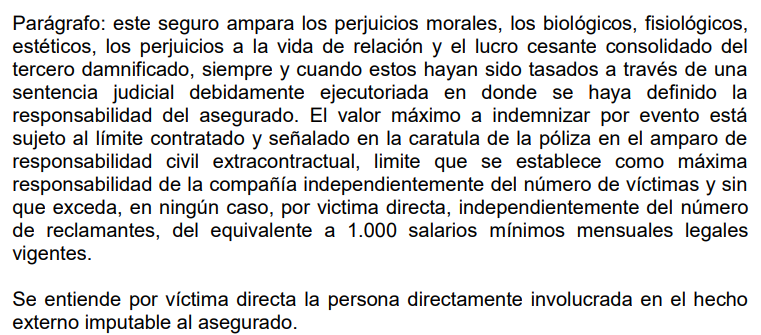 Parágrafo: este seguro ampara los perjuicios morales, los biológicos, fisiológicos,
estéticos, los perjuicios a la vida de relación y el lucro cesante consolidado del
tercero damnificado, siempre y cuando estos hayan sido tasados a través de una
sentencia judicial debidamente ejecutoriada en donde se haya definido la
responsabilidad del asegurado. El valor máximo a indemnizar por evento está
sujeto al límite contratado y señalado en la caratula de la póliza en el amparo de
responsabilidad civil extracontractual, limite que se establece como máxima
responsabilidad de la compañía independientemente del número de víctimas y sin
que exceda, en ningún caso, por victima directa, independientemente del número
de reclamantes, del equivalente a 1.000 salarios mínimos mensuales legales
vigentes.
Se entiende por víctima directa la persona directamente involucrada en el hecho
externo imputable al asegurado.